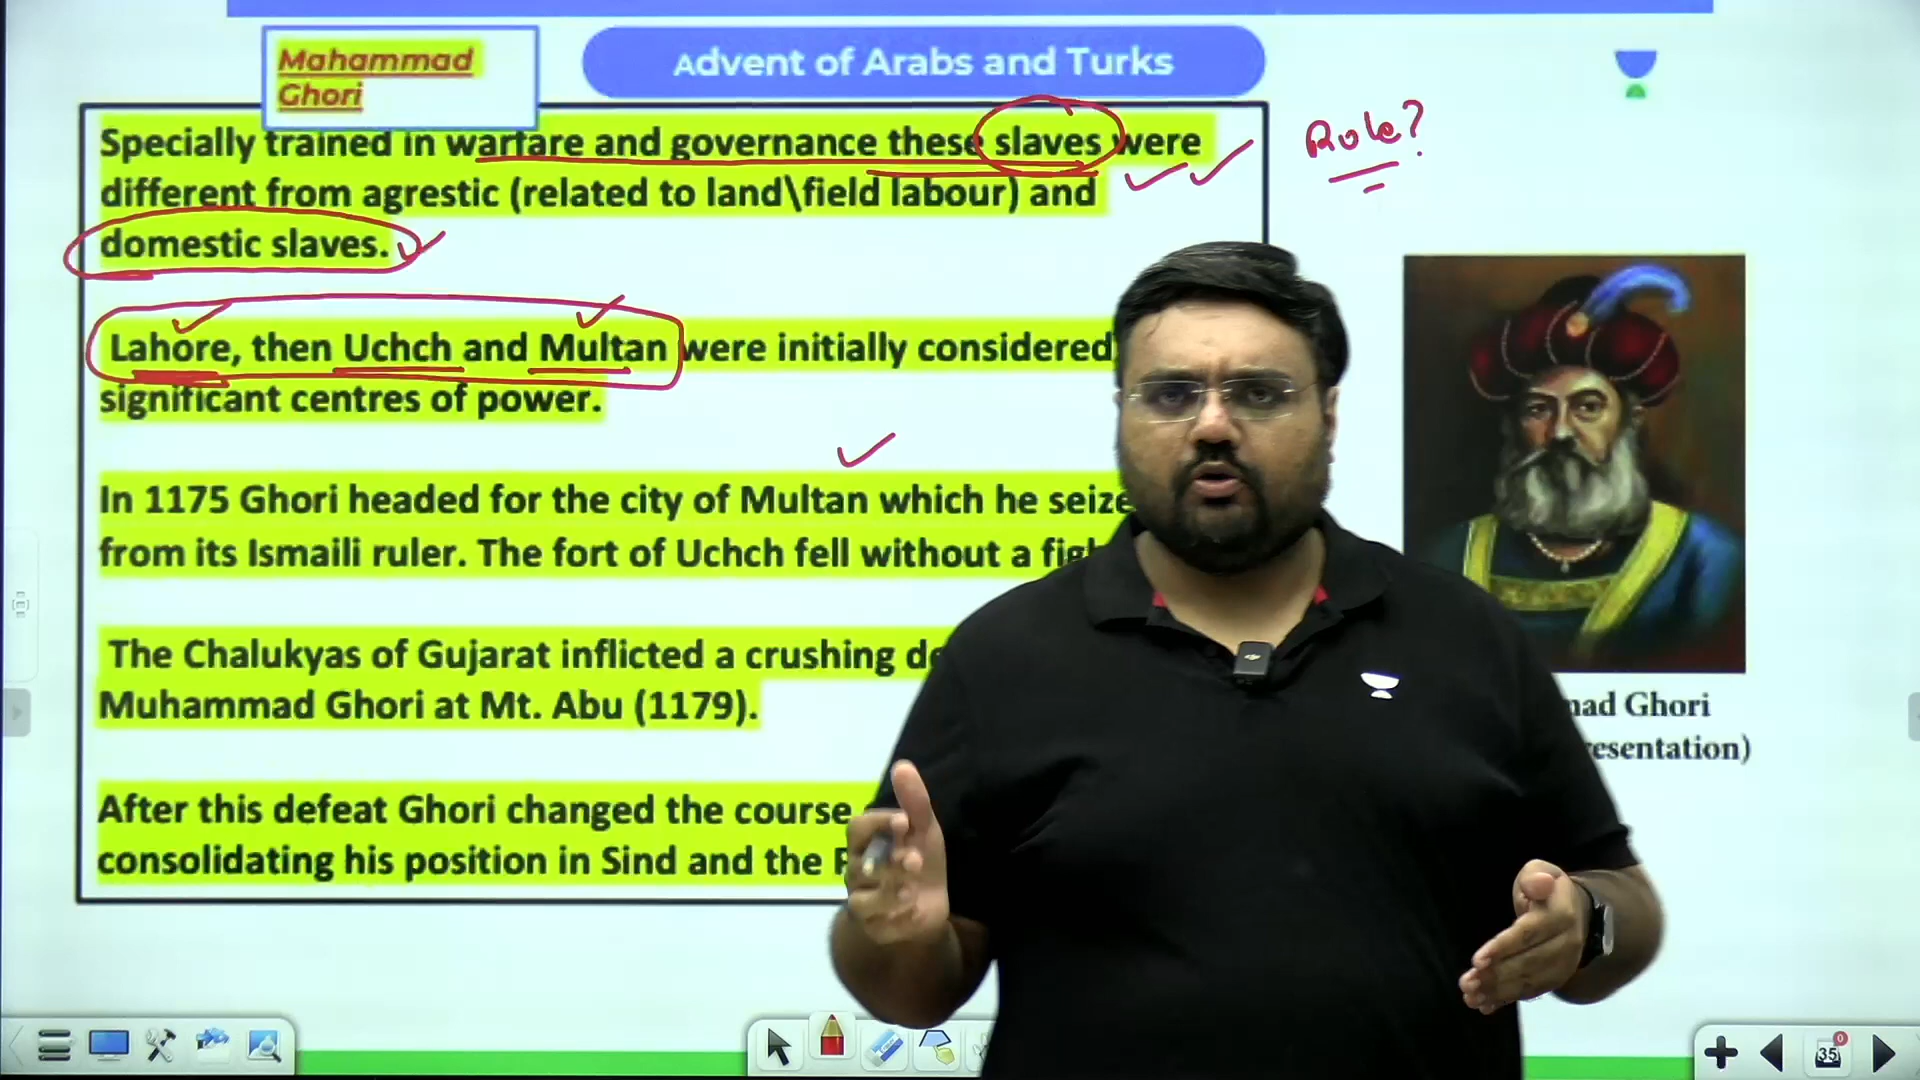 Mahammad
Ghori
Advent of Arabs and Turks
Specially trained in warfare and governance these slaves were
different from agrestic (related to land\field labour) and
domestic slaves.
Role?
Lahore, then Uchch and Multan were initially considered
significant centres of power.
In 1175 Ghori headed for the city of Multan which he seize
from its Ismaili ruler. The fort of Uchch fell without a
The Chalukyas of Gujarat inflicted a crushing
Muhammad Ghori at Mt. Abu (1179).
After this defeat Ghori changed the course
consolidating his position in Sind and the
Ghori
35
0